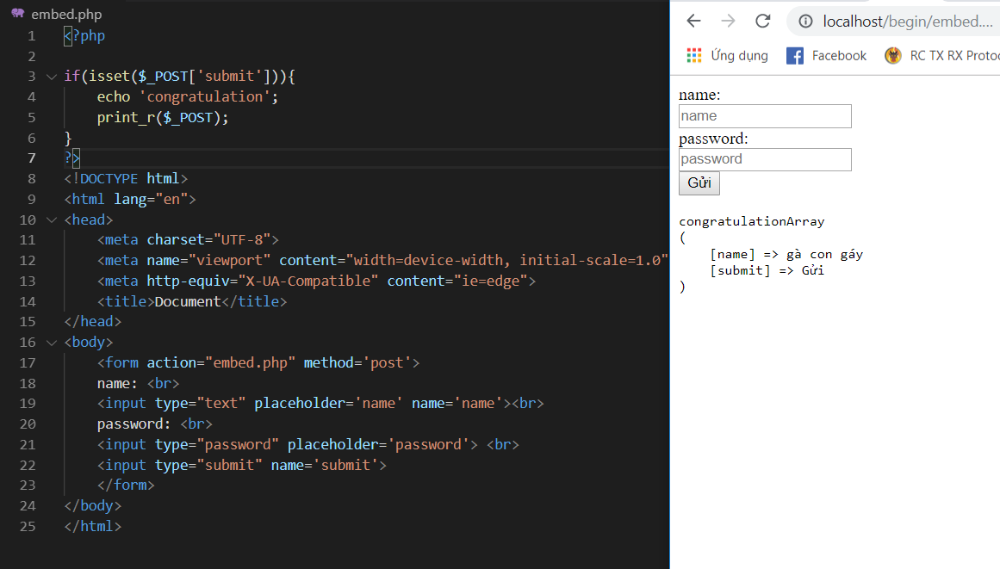 embed.php
1 <?php
2
3 if(isset($_POST['submit'])){
4 echo 'congratulation';
5 print_r($_POST);
6 }
7 ?>
8 <!DOCTYPE html>
9 <html lang="en">
10 <head>
11 <meta charset="UTF-8">
12 <meta name="viewport" content="width=device-width, initial-scale=1.0"
13 <meta http-equiv="X-UA-Compatible" content="ie=edge">
14 <title>Document</title>
15 </head>
16 <body>
17 <form action="embed.php" method='post'>
18 name: <br>
19 <input type="text" placeholder='name' name='name'><br>
20 password: <br>
21 <input type="password" placeholder='password'> <br>
22 <input type="submit" name='submit'>
23 </form>
24 </body>
25 </html>
localhost/begin/embed....
Ứng dụng Facebook RC TX RX Protoc
name:
name
password:
password
Gửi
congratulationArray
(
[name] => gà con gáy
[submit] => Gửi
)